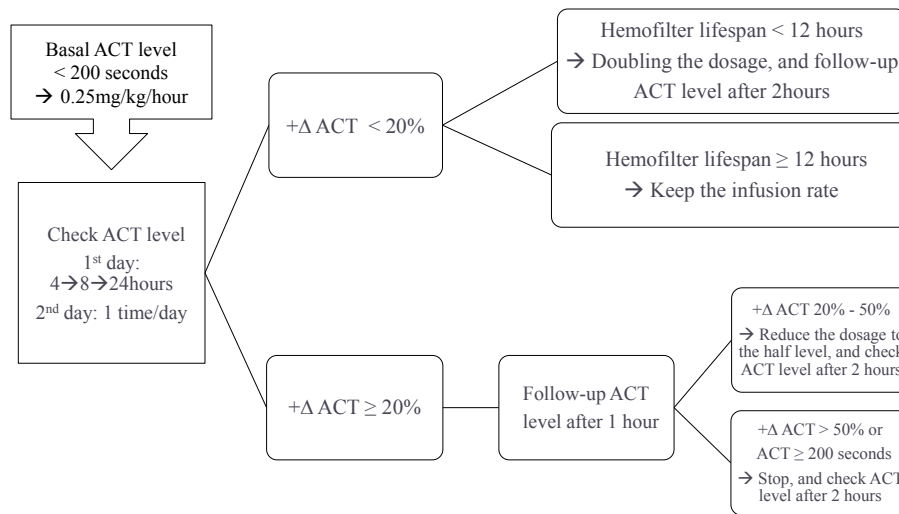 Basal ACT level
< 200 seconds
→ 0.25mg/kg/hour
Check ACT level
1st day:
4→8→24hours
2nd day: 1 time/day
+Δ ACT < 20%
+Δ ACT ≥ 20%
Hemofilter lifespan < 12 hours
→ Doubling the dosage, and follow-up
ACT level after 2hours
Hemofilter lifespan ≥ 12 hours
→ Keep the infusion rate
Follow-up ACT
level after 1 hour
+Δ ACT 20% - 50%
→ Reduce the dosage to
the half level, and check
ACT level after 2 hours
+Δ ACT > 50% or
ACT ≥ 200 seconds
→ Stop, and check ACT
level after 2 hours